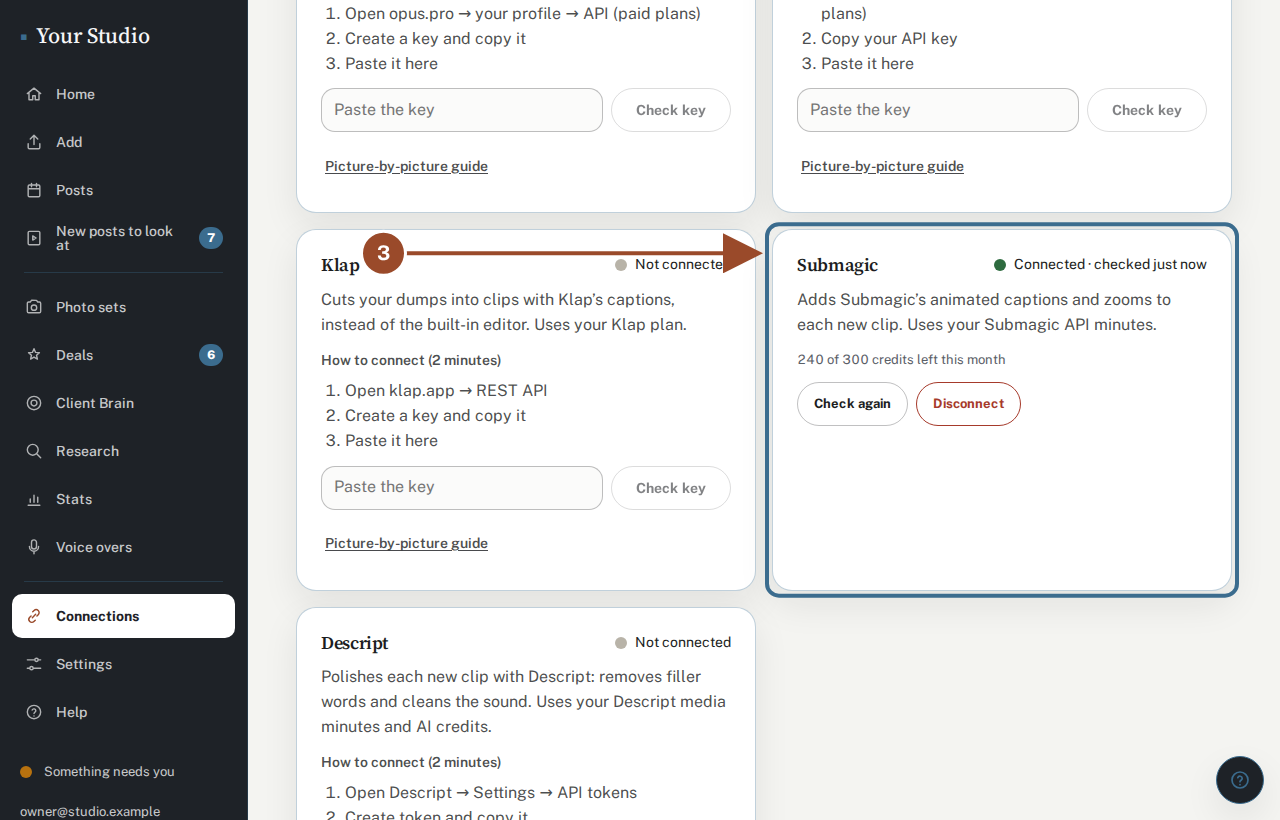 Your Studio
Home
Add
Posts
New posts to look
at
7
Photo sets
Deals
6
Client Brain
Research
Stats
Voice overs
Connections
Settings
Help
Something needs you
owner@studio.example
1. Open opus.pro → your profile → API (paid plans)
2. Create a key and copy it
3. Paste it here
Paste the key
Check key
Picture-by-picture guide
plans)
2. Copy your API key
3. Paste it here
Paste the key
Check key
Picture-by-picture guide
Klap
3
Not connecte
Cuts your dumps into clips with Klap’s captions,
instead of the built-in editor. Uses your Klap plan.
How to connect (2 minutes)
1. Open klap.app → REST API
2. Create a key and copy it
3. Paste it here
Paste the key
Check key
Picture-by-picture guide
Submagic
Connected · checked just now
Adds Submagic’s animated captions and zooms to
each new clip. Uses your Submagic API minutes.
240 of 300 credits left this month
Check again
Disconnect
Descript
Not connected
Polishes each new clip with Descript: removes filler
words and cleans the sound. Uses your Descript media
minutes and AI credits.
How to connect (2 minutes)
1. Open Descript → Settings → API tokens
2. Create token and copy it